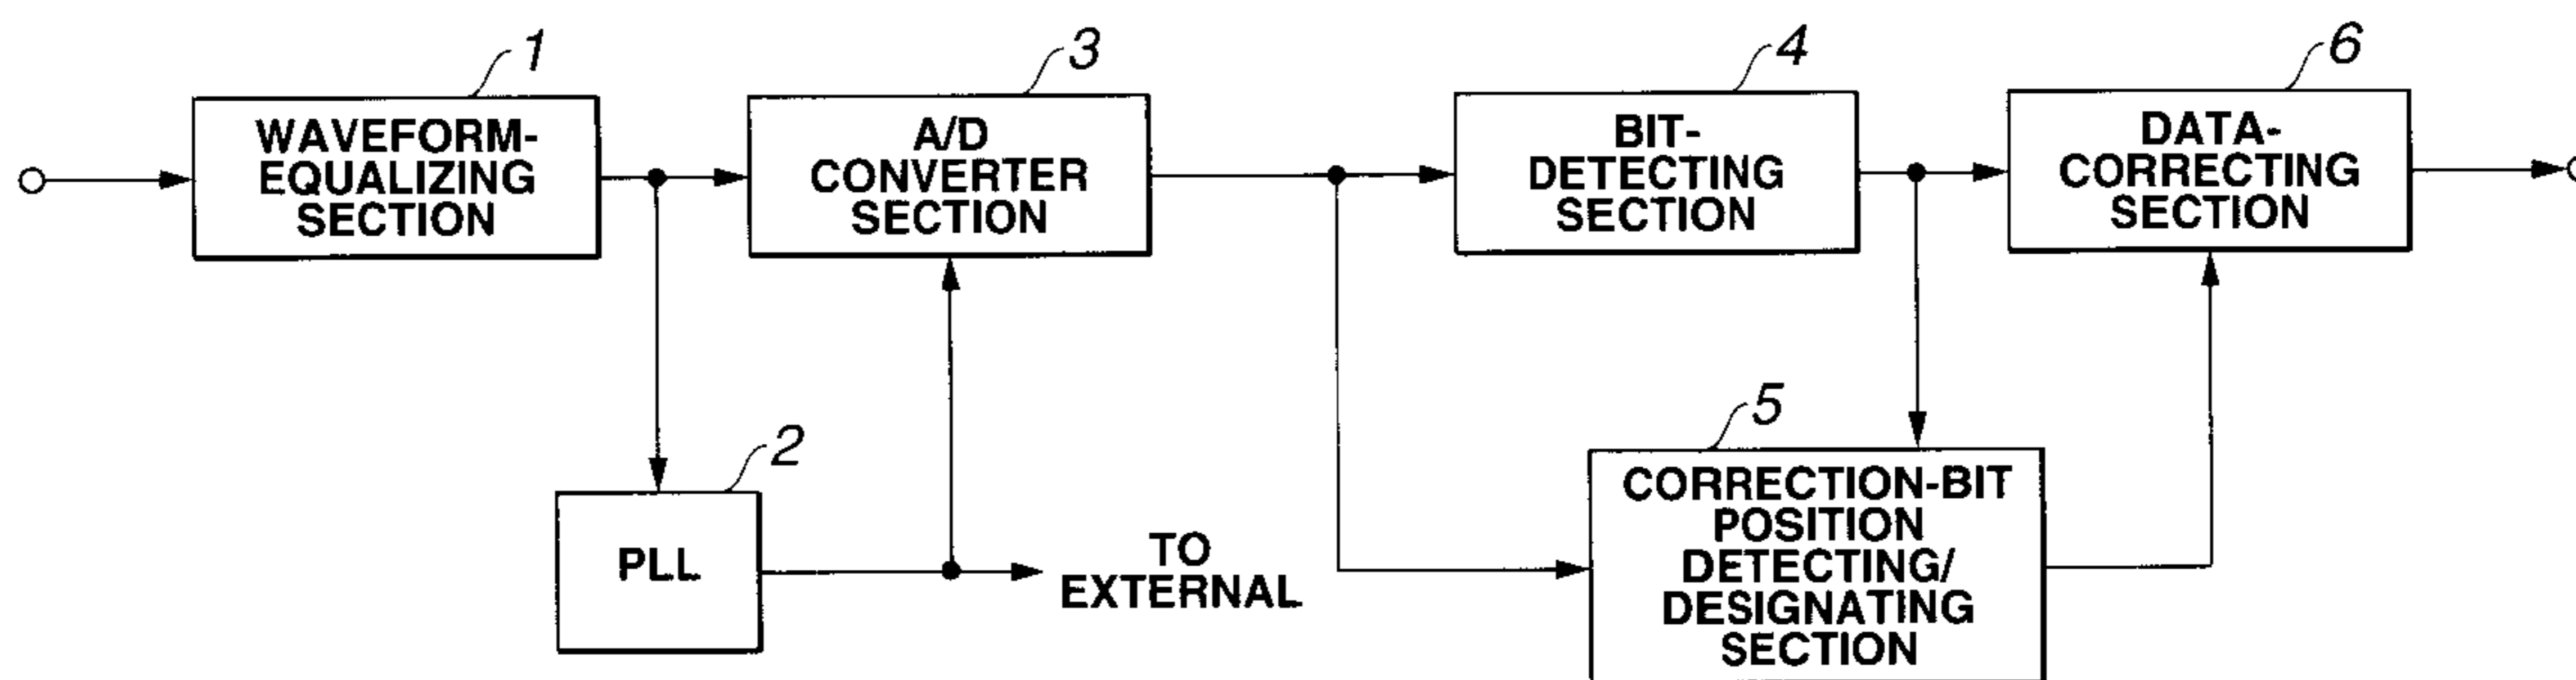 1
WAVEFORM-
EQUALIZING
SECTION
3
A/D
CONVERTER
SECTION
4
BIT-
DETECTING
SECTION
6
DATA-
CORRECTING
SECTION
2
PLL
TO
EXTERNAL
5
CORRECTION-BIT
POSITION
DETECTING/
DESIGNATING
SECTION